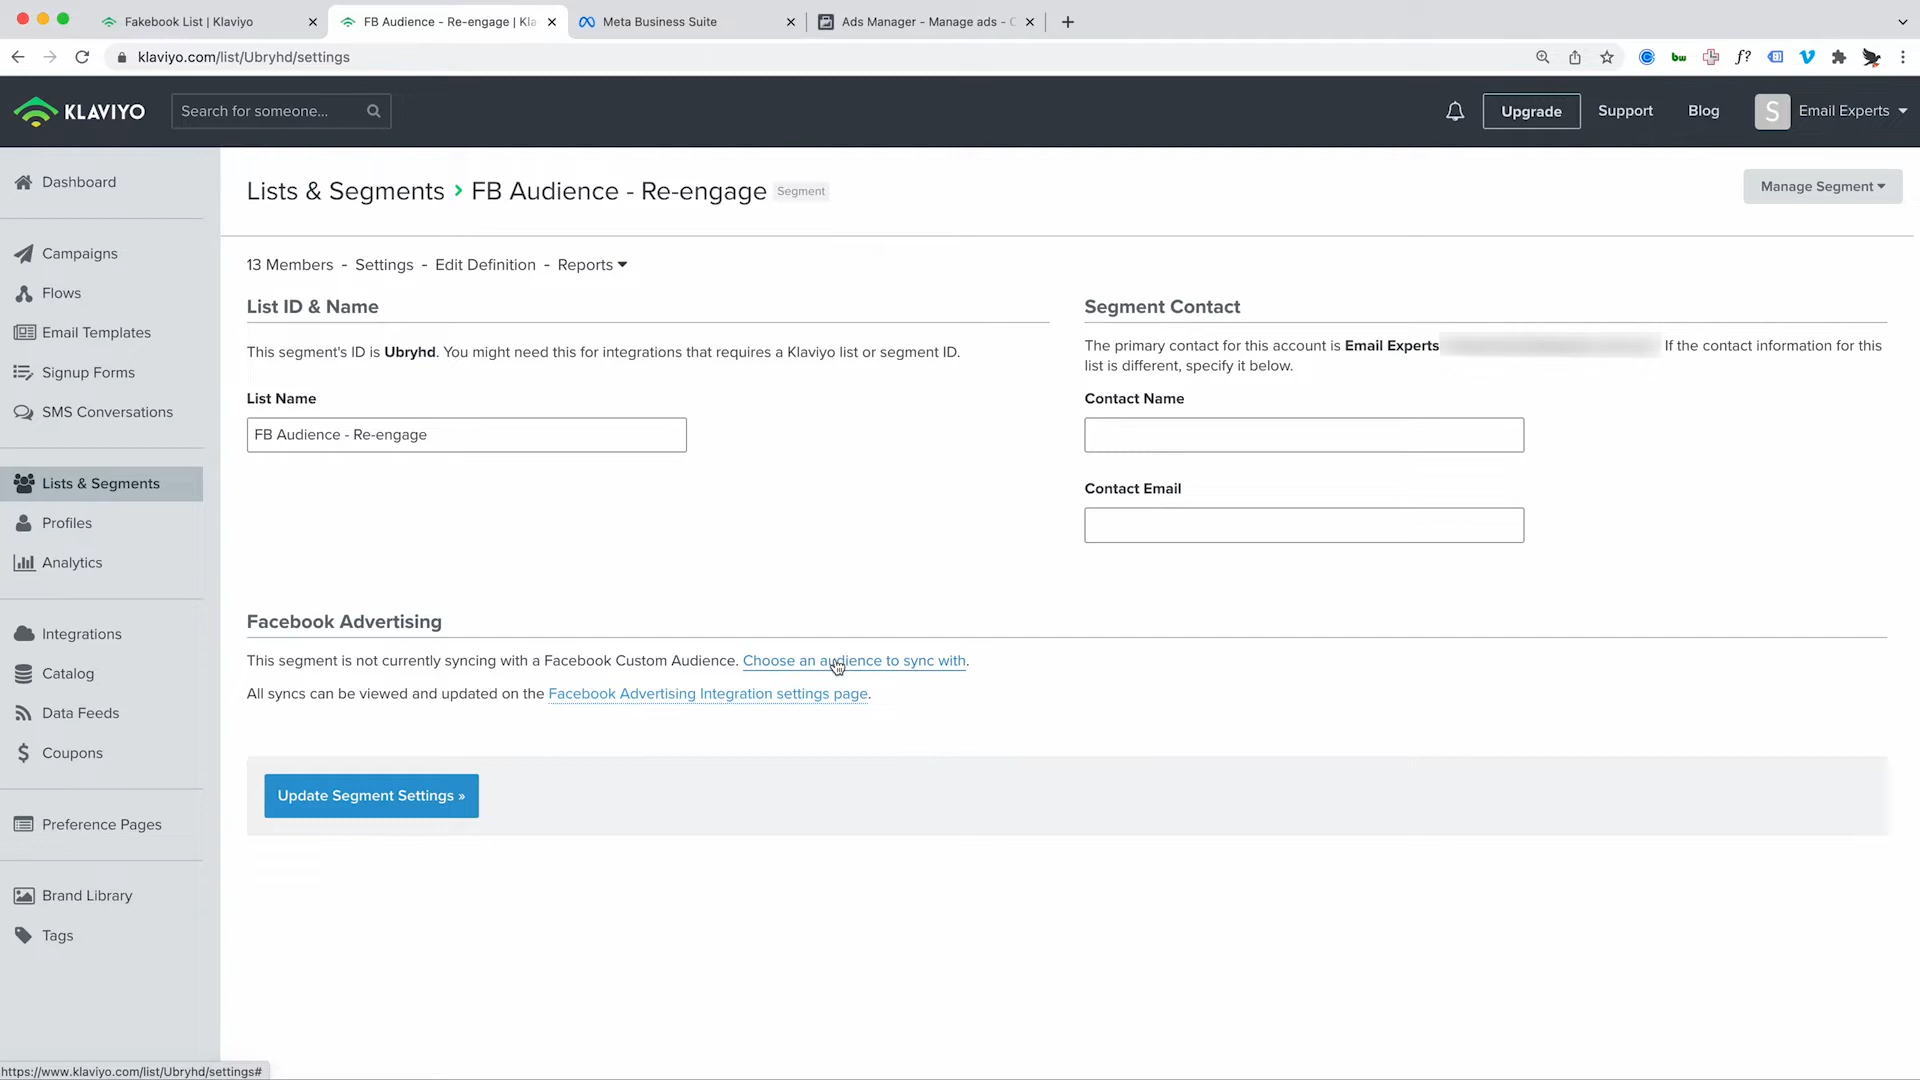 Fakebook List | Klaviyo
FB Audience - Re-engage | Kla
Meta Business Suite
Ads Manager - Manage ads - C
klaviyo.com/list/Ubryhd/settings
bw
f?
KLAVIYO
Search for someone...
Upgrade
Support
Blog
S
Email Experts
Dashboard
Campaigns
Flows
Email Templates
Signup Forms
SMS Conversations
Lists & Segments
Profiles
Analytics
Integrations
Catalog
Data Feeds
Coupons
Preference Pages
Brand Library
Tags
Lists & Segments > FB Audience - Re-engage Segment
Manage Segment
13 Members - Settings - Edit Definition - Reports
List ID & Name
This segment's ID is Ubryhd. You might need this for integrations that requires a Klaviyo list or segment ID.
List Name
FB Audience - Re-engage
Segment Contact
The primary contact for this account is Email Experts If the contact information for this
list is different, specify it below.
Contact Name
Contact Email
Facebook Advertising
This segment is not currently syncing with a Facebook Custom Audience. Choose an audience to sync with.
All syncs can be viewed and updated on the Facebook Advertising Integration settings page.
Update Segment Settings »
https://www.klaviyo.com/list/Ubryhd/settings#